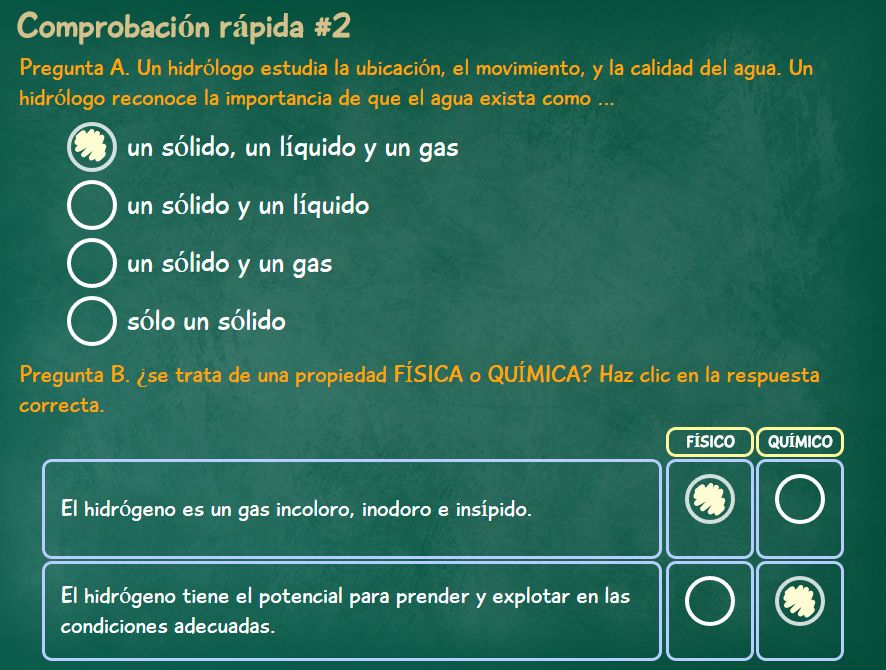 Comprobación rápida #2
Pregunta A. Un hidrólogo estudia la ubicación, el movimiento, y la calidad del agua. Un
hidrólogo reconoce la importancia de que el agua exista como ...
un sólido, un líquido y un gas
un sólido y un líquido
un sólido y un gas
sólo un sólido
Pregunta B. ¿se trata de una propiedad FÍSICA o QUÍMICA? Haz clic en la respuesta
correcta.
FÍSICO QUÍMICO
El hidrógeno es un gas incoloro, inodoro e insípido.
El hidrógeno tiene el potencial para prender y explotar en las
condiciones adecuadas.